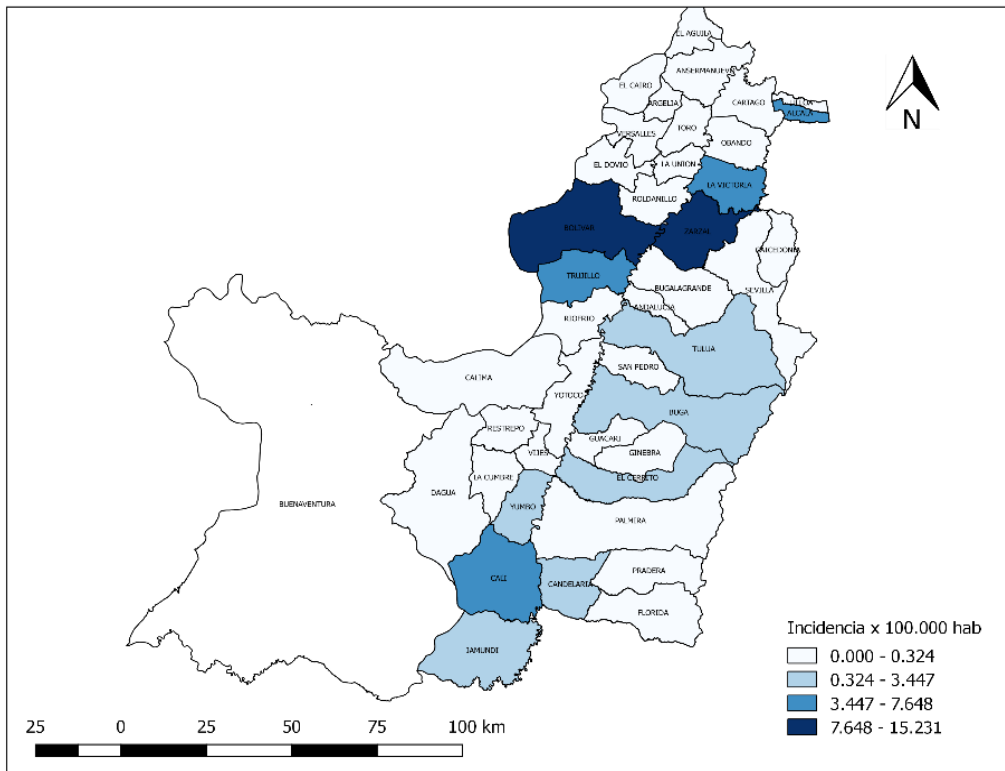 EL AGUILA
ANSERMANUEVO
EL CAIRO
ARGELIA
CARTAGO
ALCALA
VERSALLES
TORO
OBANDO
EL DOVIO
LA UNION
LA VICTORIA
ROLDANILLO
BOLIVAR
ZARZAL
CAICEDONIA
TRUJILLO
BUGALAGRANDE
SEVILLA
ANDALUCIA
RIOFRIO
TULUA
SAN PEDRO
CALIMA
YOTOCO
BUGA
RESTREPO
GUACARI
VIJES
GINEBRA
LA CUMBRE
EL CERRITO
DAGUA
BUENAVENTURA
YUMBO
PALMIRA
CALI
CANDELARIA
PRADERA
FLORIDA
JAMUNDI
N
Incidencia x 100.000 hab
0.000 - 0.324
0.324 - 3.447
3.447 - 7.648
7.648 - 15.231
25 0 25 50 75 100 km